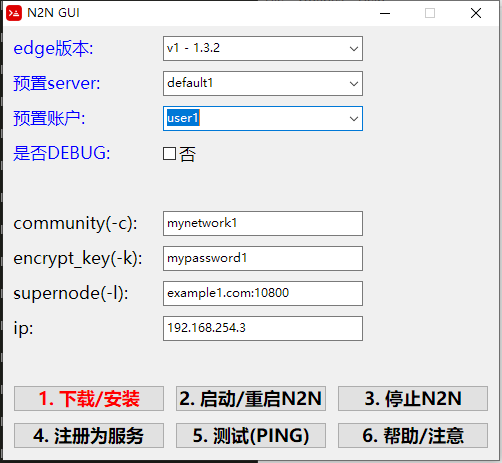 N2N GUI
edge版本: v1 - 1.3.2
预置server: default1
预置账户: user1
是否DEBUG: 否
community(-c): mynetwork1
encrypt_key(-k): mypassword1
supernode(-l): example1.com:10800
ip: 192.168.254.3
1. 下载/安装 2. 启动/重启N2N 3. 停止N2N
4. 注册为服务 5. 测试(PING) 6. 帮助/注意